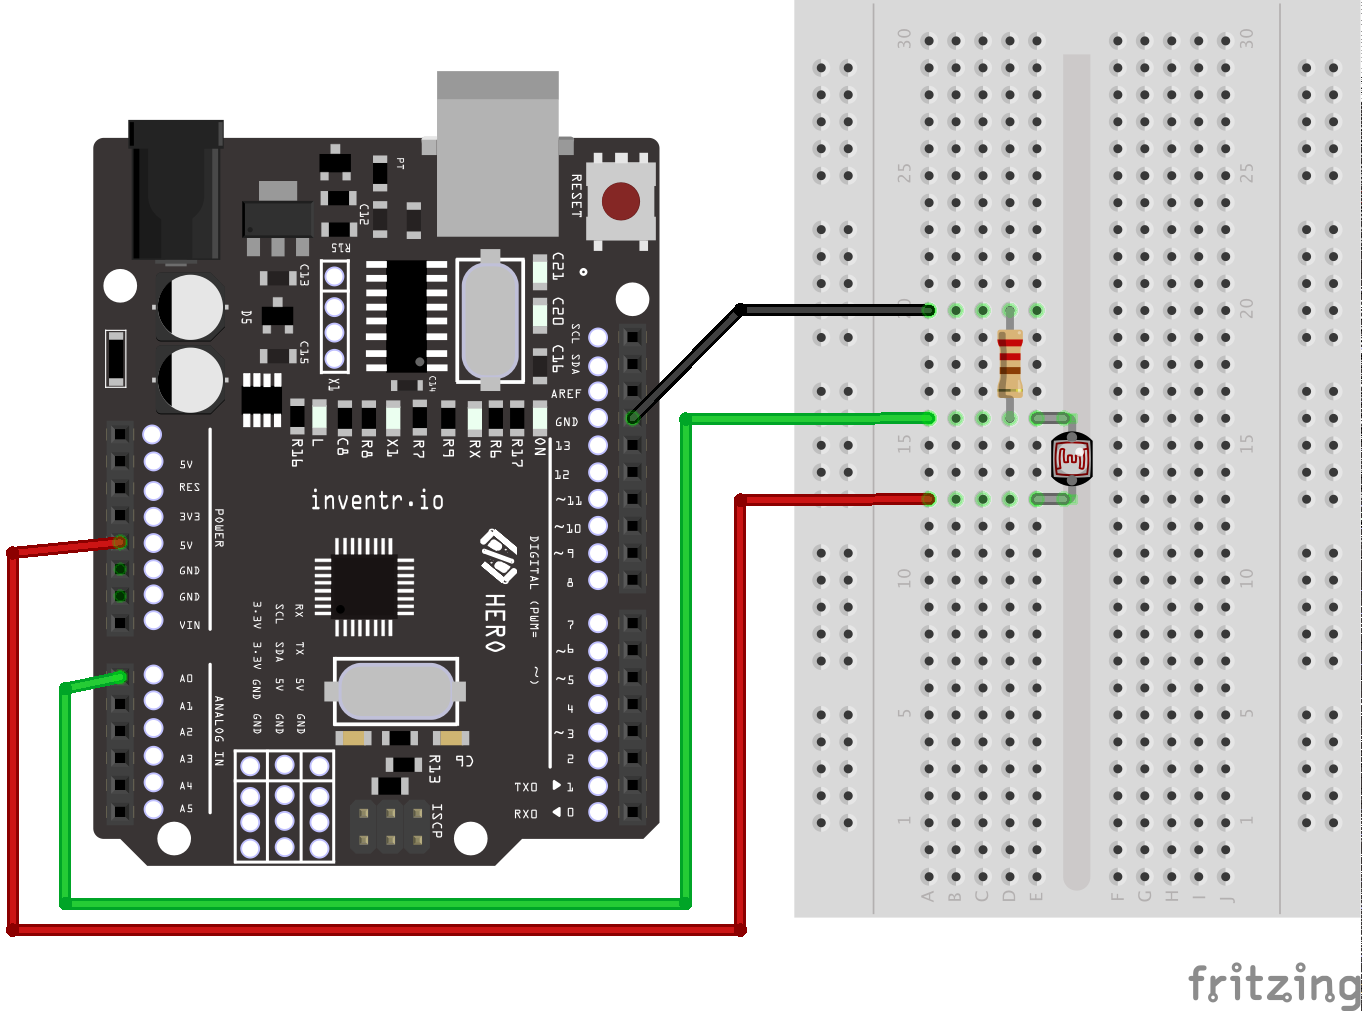 PT
RESET
C12
R15
C13
D5
C15
X1
C14
C21
C20
C16
SCL
SDA
AREF
GND
13
12
~11
~10
~9
8
7
~6
~5
4
~3
2
TX0 ▶ 1
RX0 ◀ 0
R16
L
C8
R8
X1
R7
R9
RX
R6
R17
ON
5V
RES
3V3
5V
GND
GND
VIN
POWER
A0
A1
A2
A3
A4
A5
ANALOG IN
inventr.io
HERO
DIGITAL (PWM= ~)
3.3V 3.3V GND GND
SCL SDA 5V GND
RX TX 5V GND
R13
C9
ISCP
30 30
25 25
20 20
15 15
10 10
5 5
1 1
A B C D E F G H I J
fritzing